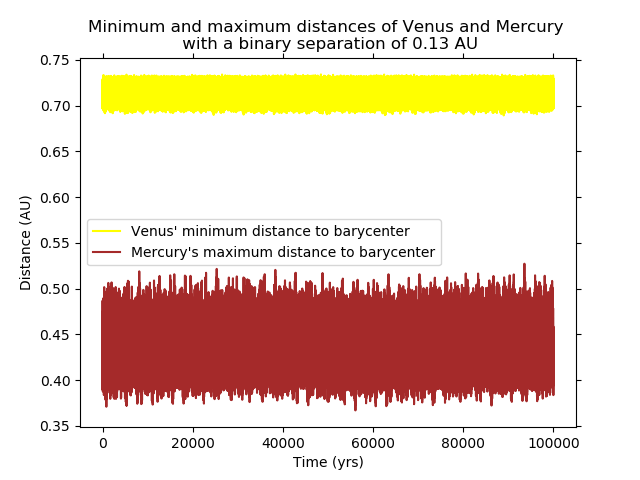 Minimum and maximum distances of Venus and Mercury
with a binary separation of 0.13 AU
0.75
0.70
0.65
0.60
0.55
0.50
0.45
0.40
0.35
Distance (AU)
Venus' minimum distance to barycenter
Mercury's maximum distance to barycenter
0
20000
40000
60000
80000
100000
Time (yrs)